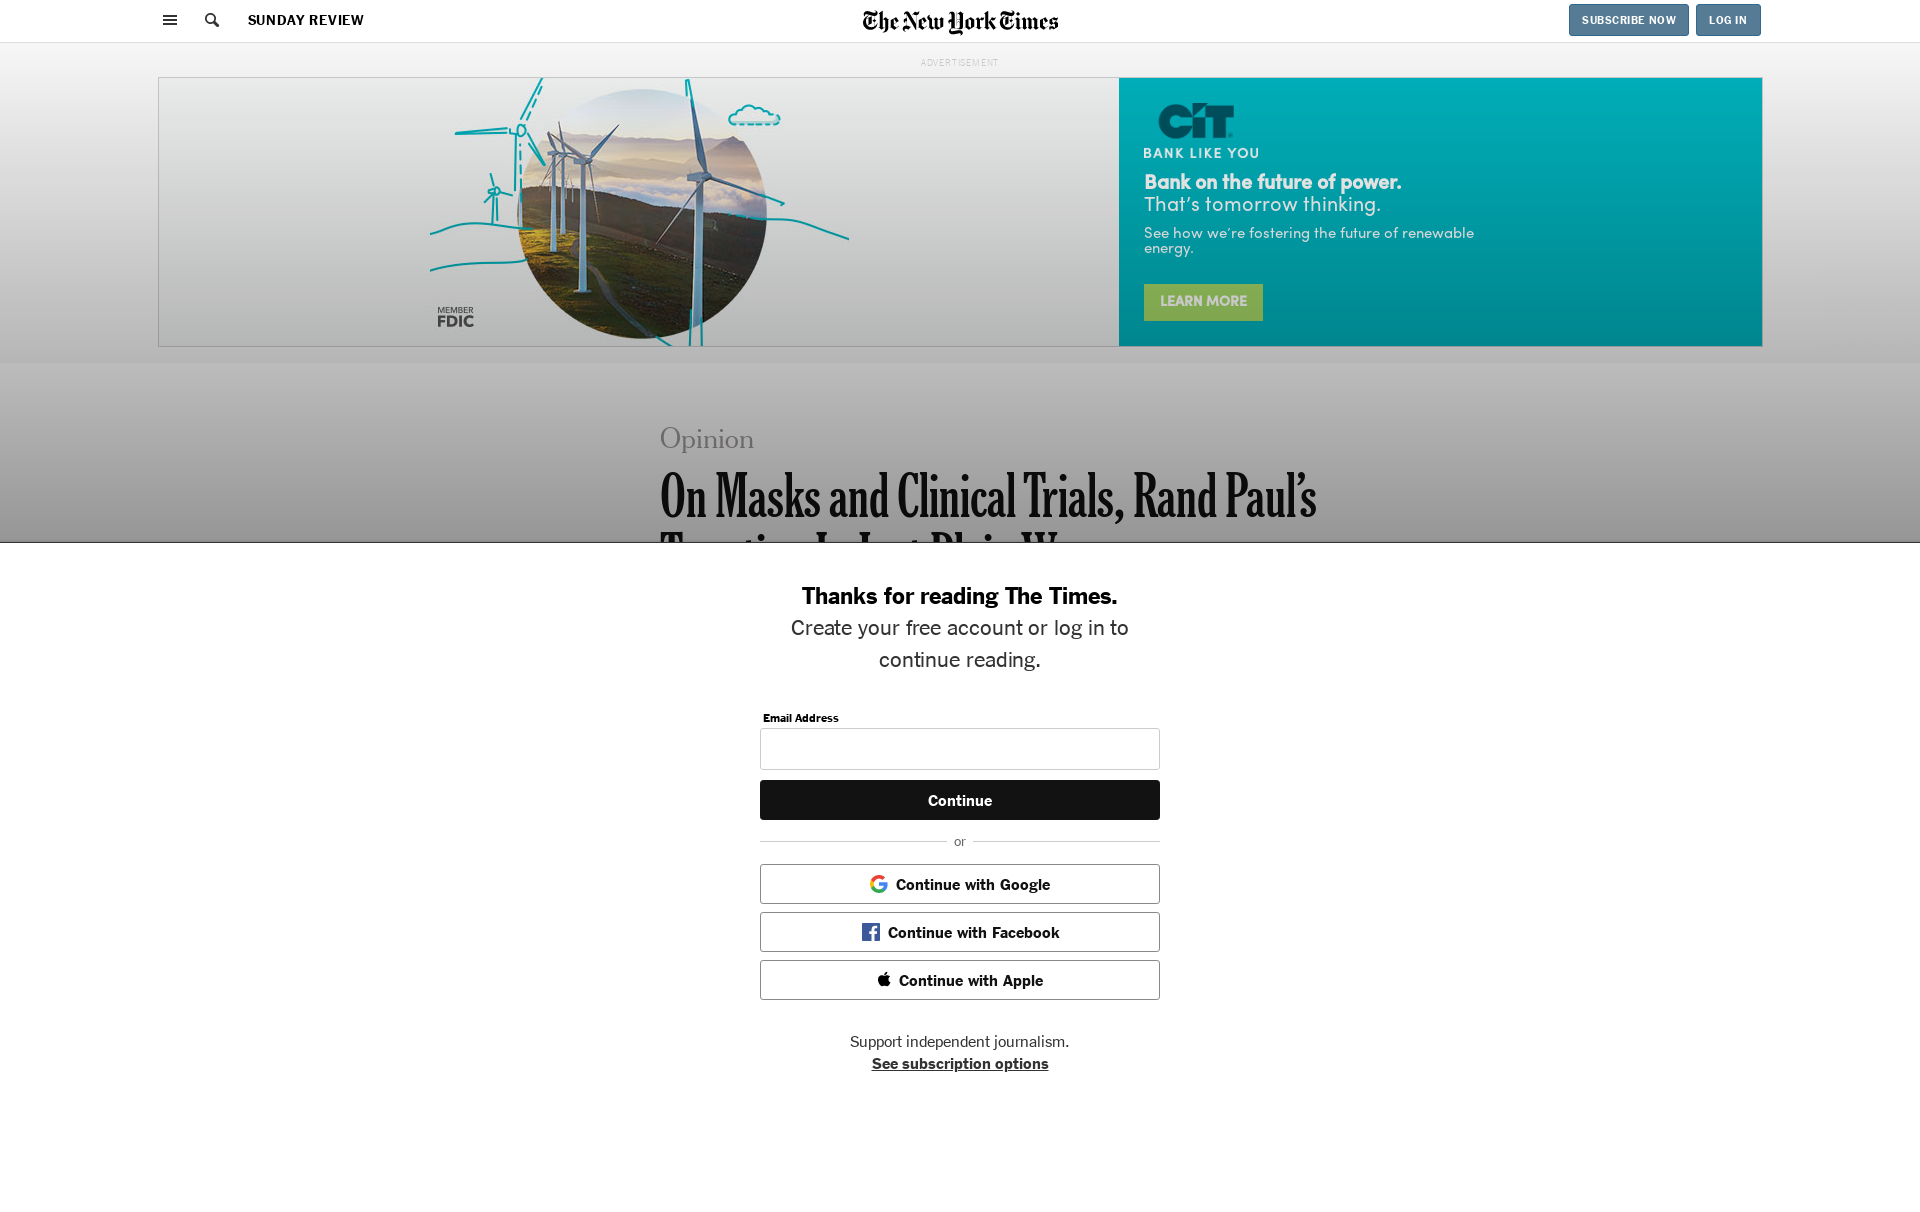 SUNDAY REVIEW
The New York Times
SUBSCRIBE NOW
LOG IN
ADVERTISEMENT
CIT
BANK LIKE YOU
Bank on the future of power.
That's tomorrow thinking.
See how we're fostering the future of renewable
energy.
LEARN MORE
MEMBER
FDIC
Opinion
On Masks and Clinical Trials, Rand Paul’s
Thanks for reading The Times.
Create your free account or log in to
continue reading.
Email Address
Continue
or
Continue with Google
Continue with Facebook
Continue with Apple
Support independent journalism.
See subscription options